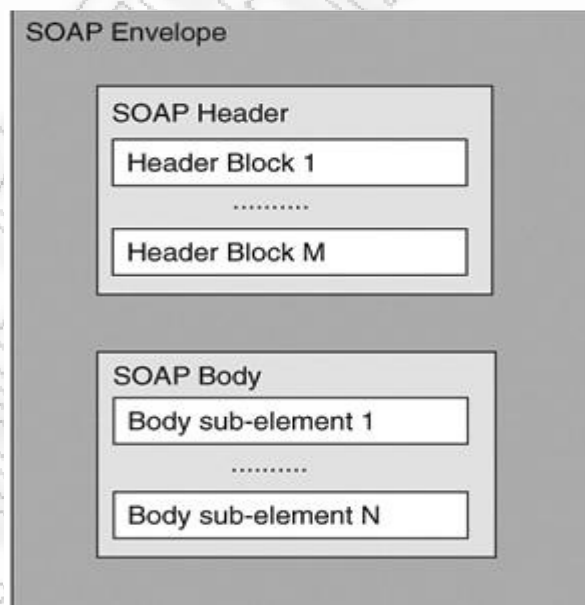 SOAP Envelope
SOAP Header
Header Block 1
..........
Header Block M
SOAP Body
Body sub-element 1
..........
Body sub-element N